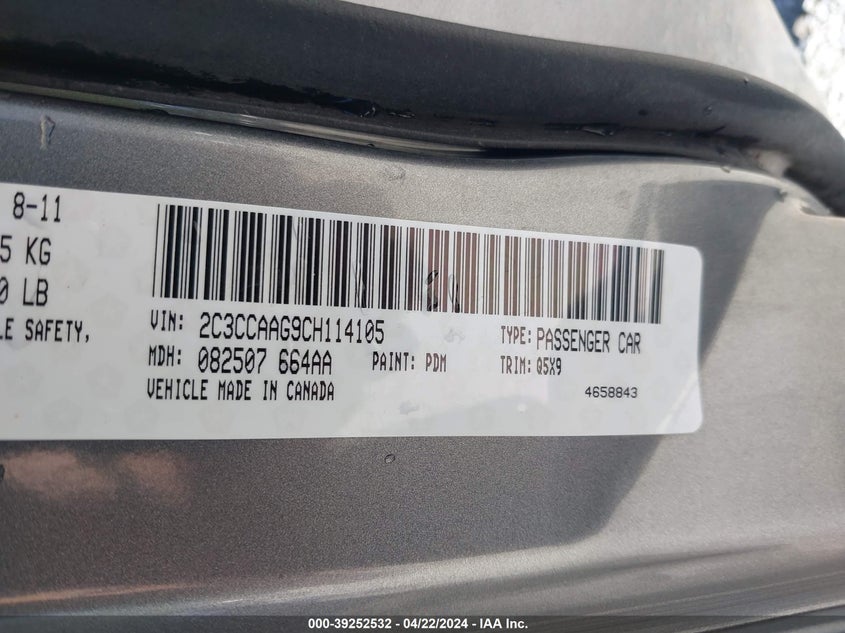 8-11
5 KG
0 LB
LE SAFETY,
VIN: 2C3CCAAG9CH114105 TYPE: PASSENGER CAR
MDH: 082507 664AA PAINT: PDM TRIM: Q5X9
VEHICLE MADE IN CANADA 4658843
000-39252532 - 04/22/2024 - IAA Inc.